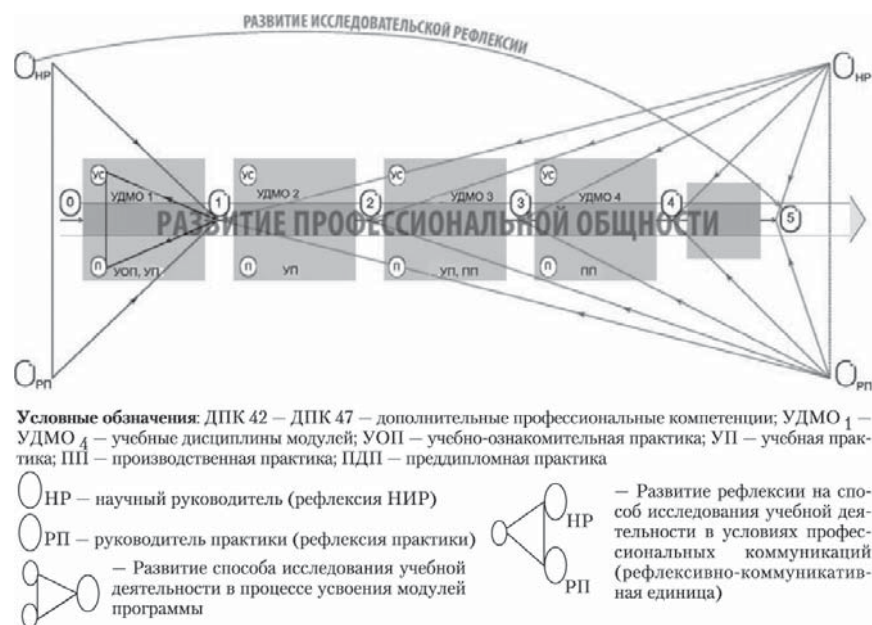 РАЗВИТИЕ ИССЛЕДОВАТЕЛЬСКОЙ РЕФЛЕКСИИ
НР НР
УС УС УС УС
0 УДМО 1 1 УДМО 2 2 УДМО 3 3 УДМО 4 4 5
РАЗВИТИЕ ПРОФЕССИОНАЛЬНОЙ ОБЩНОСТИ
П П П П
УОП, УП УП УП, ПП ПП
РП РП
Условные обзначения: ДПК 42 — ДПК 47 — дополнительные профессиональные компетенции; УДМО 1 —
УДМО 4 — учебные дисциплины модулей; УОП — учебно-ознакомительная практика; УП — учебная прак-
тика; ПП — производственная практика; ПДП — преддипломная практика
НР — научный руководитель (рефлексия НИР)
РП — руководитель практики (рефлексия практики)
— Развитие способа исследования учебной
деятельности в процессе усвоения модулей
программы
НР
РП
— Развитие рефлексии на спо-
соб исследования учебной дея-
тельности в условиях профес-
сиональных коммуникаций
(рефлексивно-коммуникатив-
ная единица)